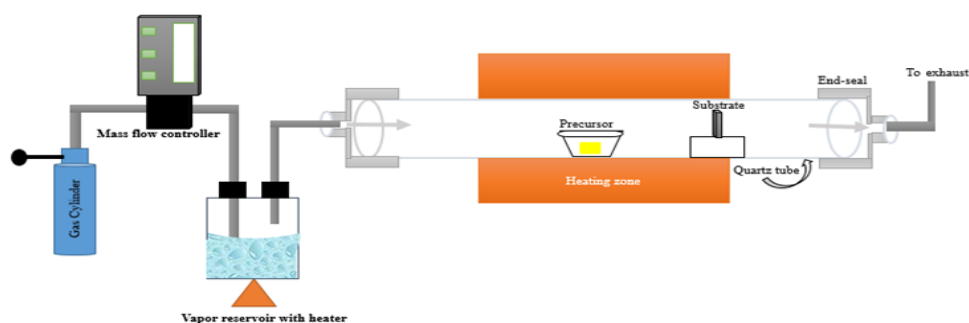 Mass flow controller
Gas Cylinder
Vapor reservoir with heater
Precursor
Heating zone
Substrate
Quartz tube
End-seal
To exhaust